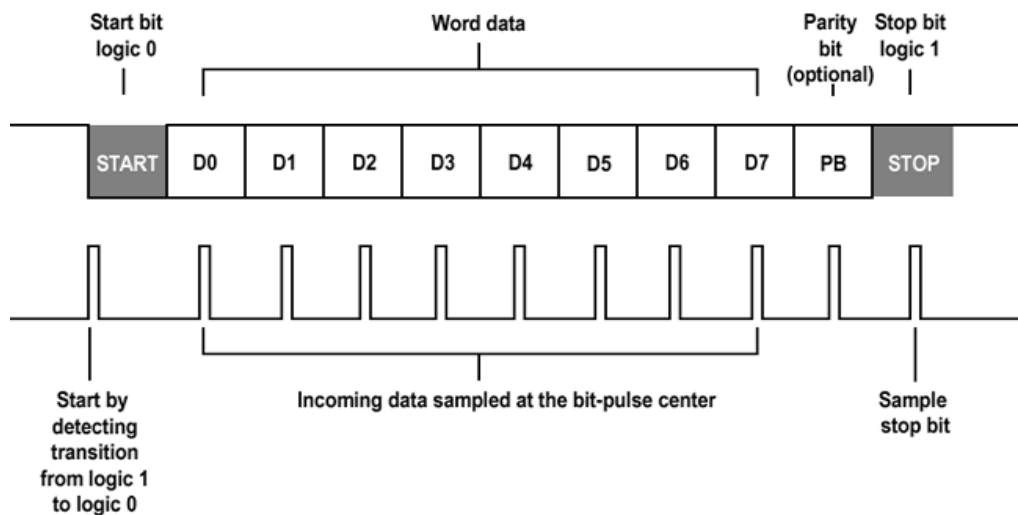 Start bit
logic 0
Word data
Parity
bit
(optional)
Stop bit
logic 1
START D0 D1 D2 D3 D4 D5 D6 D7 PB STOP
Start by
detecting
transition
from logic 1
to logic 0
Incoming data sampled at the bit-pulse center
Sample
stop bit